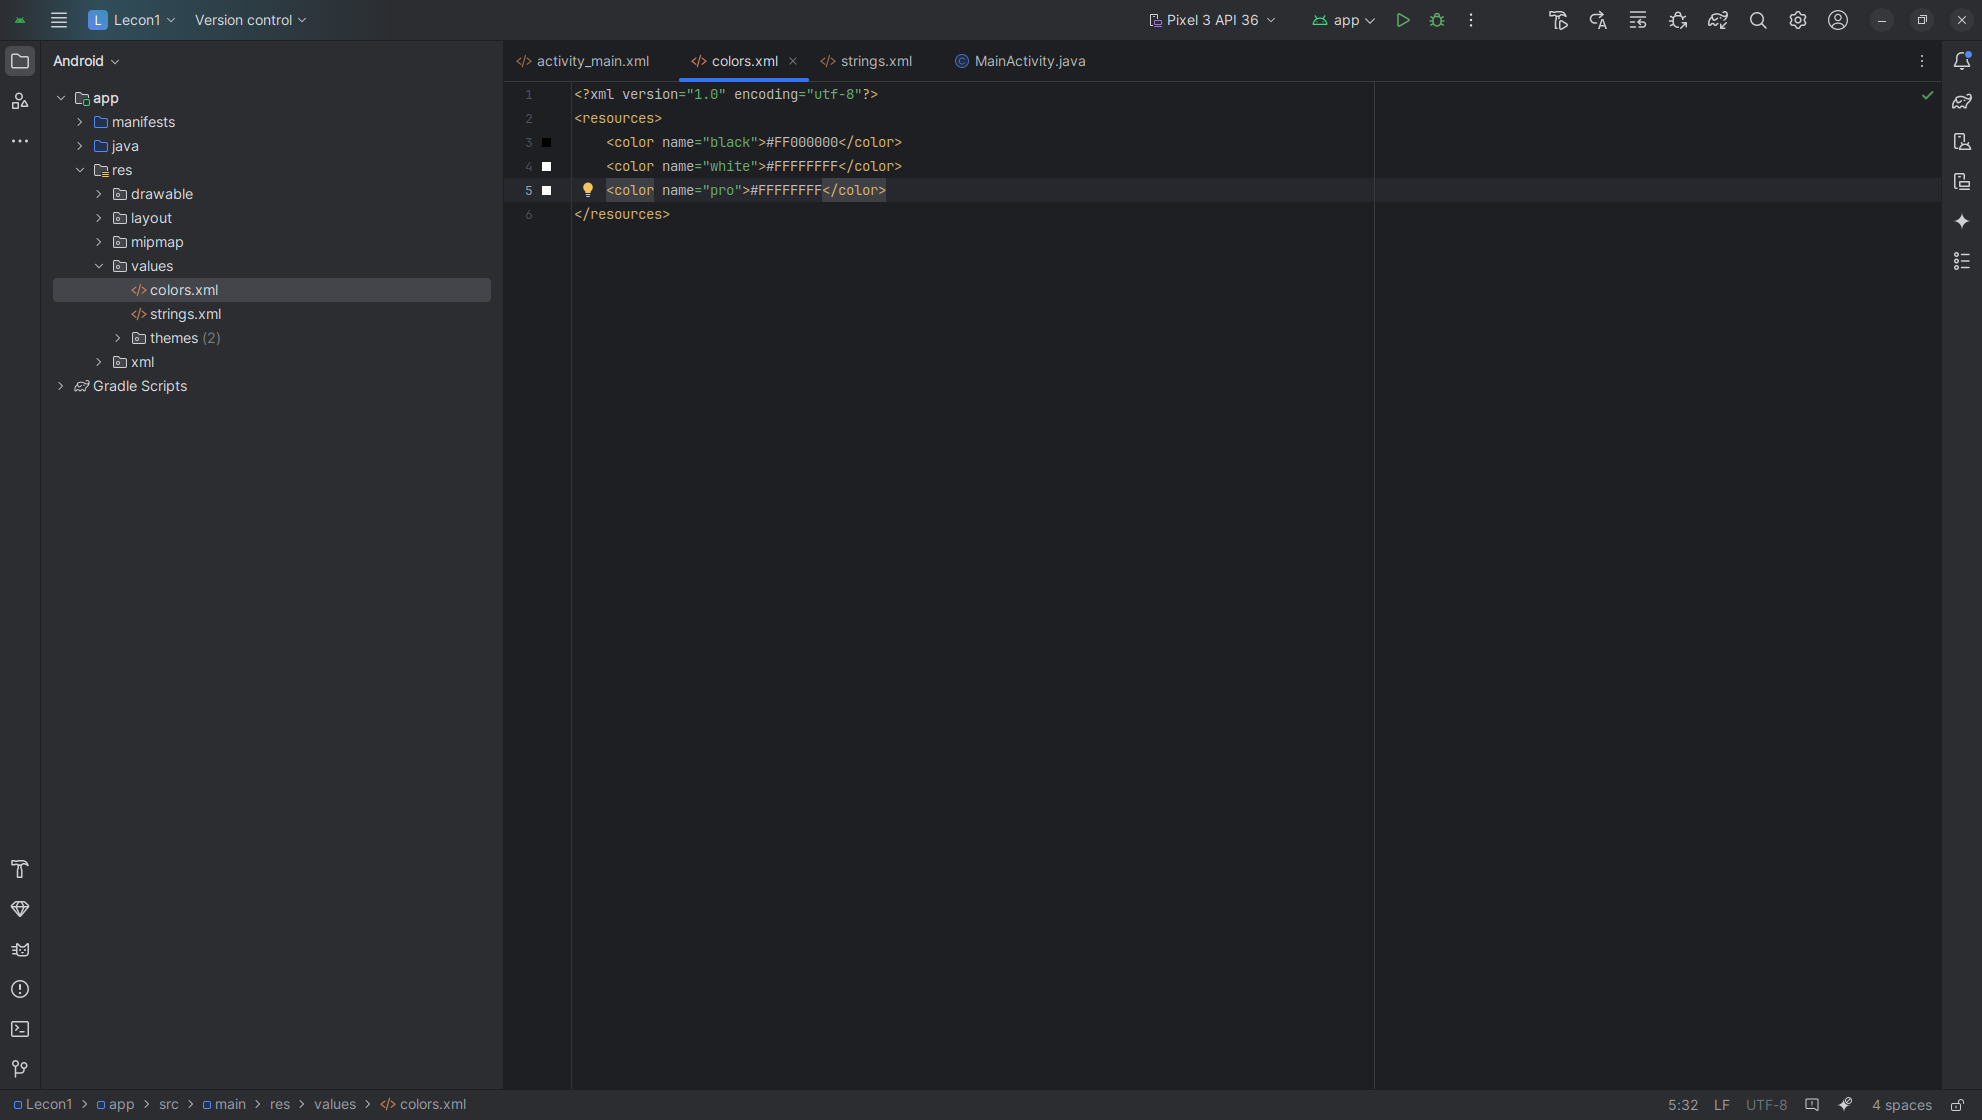 L Lecon1 Version control Pixel 3 API 36 app
Android
activity_main.xml colors.xml strings.xml MainActivity.java
app
manifests
java
res
drawable
layout
mipmap
values
colors.xml
strings.xml
themes (2)
xml
Gradle Scripts
1 <?xml version="1.0" encoding="utf-8"?>
2 <resources>
3 <color name="black">#FF000000</color>
4 <color name="white">#FFFFFFFF</color>
5 <color name="pro">#FFFFFFFF</color>
6 </resources>
Lecon1 > app > src > main > res > values > colors.xml 5:32 LF UTF-8 4 spaces